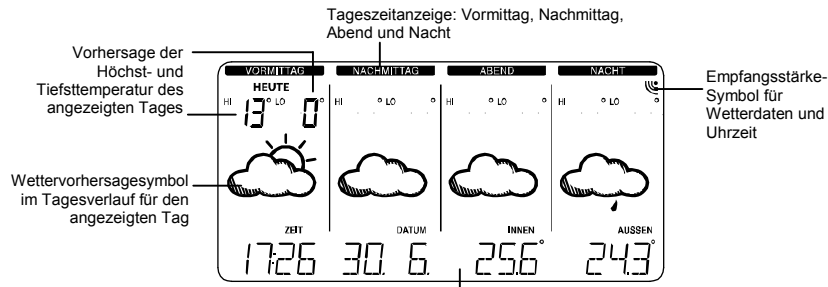 Tageszeitanzeige: Vormittag, Nachmittag,
Abend und Nacht
Vorhersage der
Höchst- und
Tiefsttemperatur des
angezeigten Tages
Wettervorhersagesymbol
im Tagesverlauf für den
angezeigten Tag
VORMITTAG NACHMITTAG ABEND NACHT
HEUTE
HI 13° LO 0° HI ° LO ° HI ° LO ° HI ° LO °
ZEIT DATUM INNEN AUSSEN
17:26 30. 6. 25.6° 24.3°
Empfangsstärke-
Symbol für
Wetterdaten und
Uhrzeit